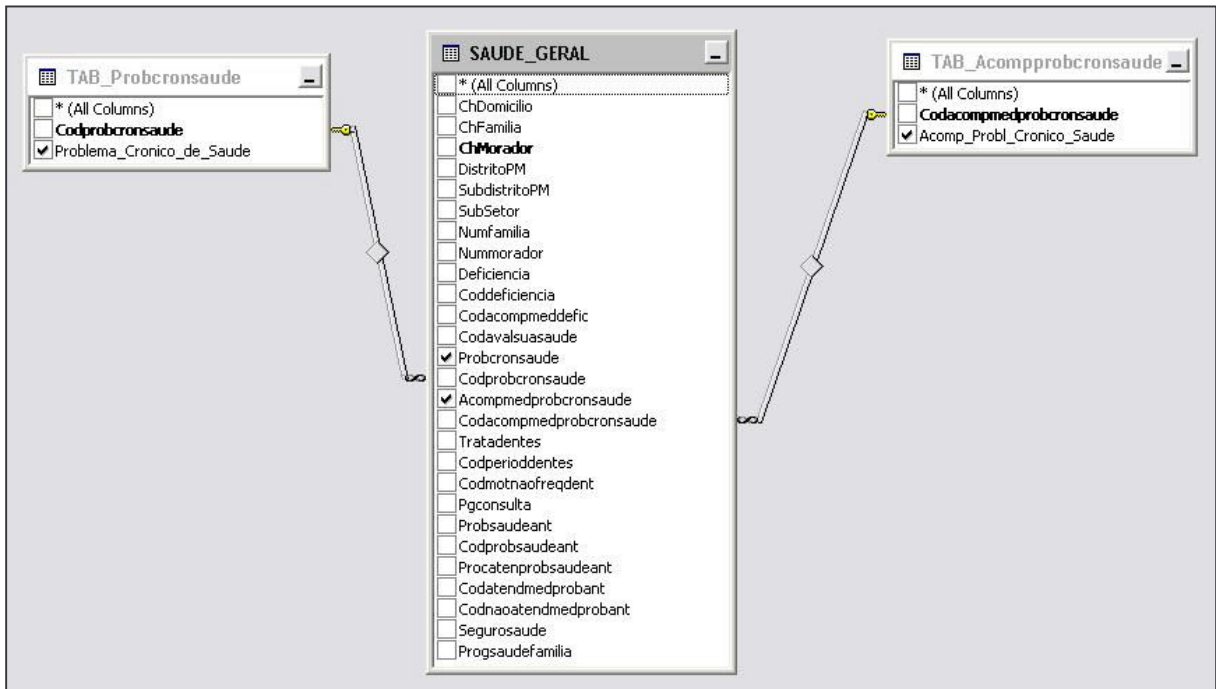 TAB_Probcronsaude
* (All Columns)
Codprobcronsaude
Problema_Cronico_de_Saude
SAUDE_GERAL
* (All Columns)
ChDomicilio
ChFamilia
ChMorador
DistritoPM
SubdistritoPM
SubSetor
Numfamilia
Nummorador
Deficiencia
Coddeficiencia
Codacompmeddefic
Codavalsuasaude
Probcronsaude
Codprobcronsaude
Acompmedprobcronsaude
Codacompmedprobcronsaude
Tratadentes
Codperioddentes
Codmotnaofreqdent
Pgconsulta
Probsaudeant
Codprobsaudeant
Procatenprobsaudeant
Codatendmedprobant
Codnaoatendmedprobant
Segurosaude
Progsaudefamilia
TAB_Acompprobcronsaude
* (All Columns)
Codacompmedprobcronsaude
Acomp_Probl_Cronico_Saude